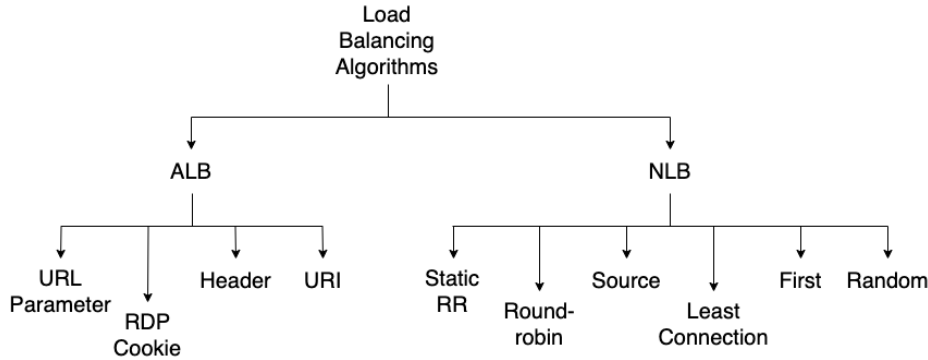 Load
Balancing
Algorithms
ALB
NLB
URL
Parameter
RDP
Cookie
Header
URI
Static
RR
Round-
robin
Source
Least
Connection
First
Random